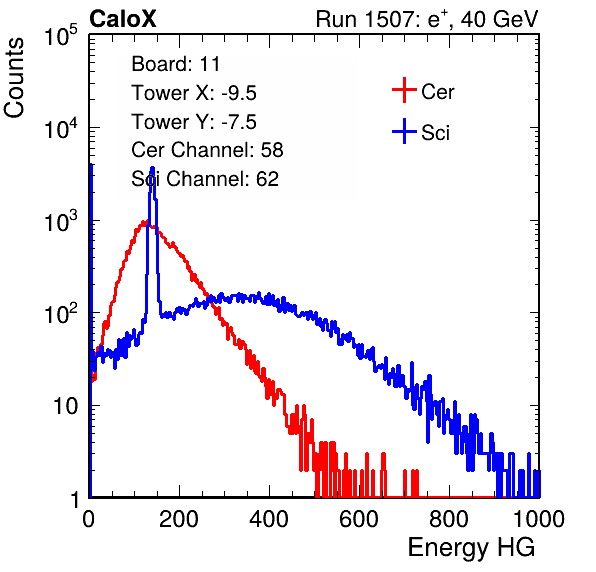 CaloX Run 1507: e+, 40 GeV
Counts
Board: 11
Tower X: -9.5
Tower Y: -7.5
Cer Channel: 58
Sci Channel: 62
Cer
Sci
10^5
10^4
10^3
10^2
10
1
0 200 400 600 800 1000
Energy HG